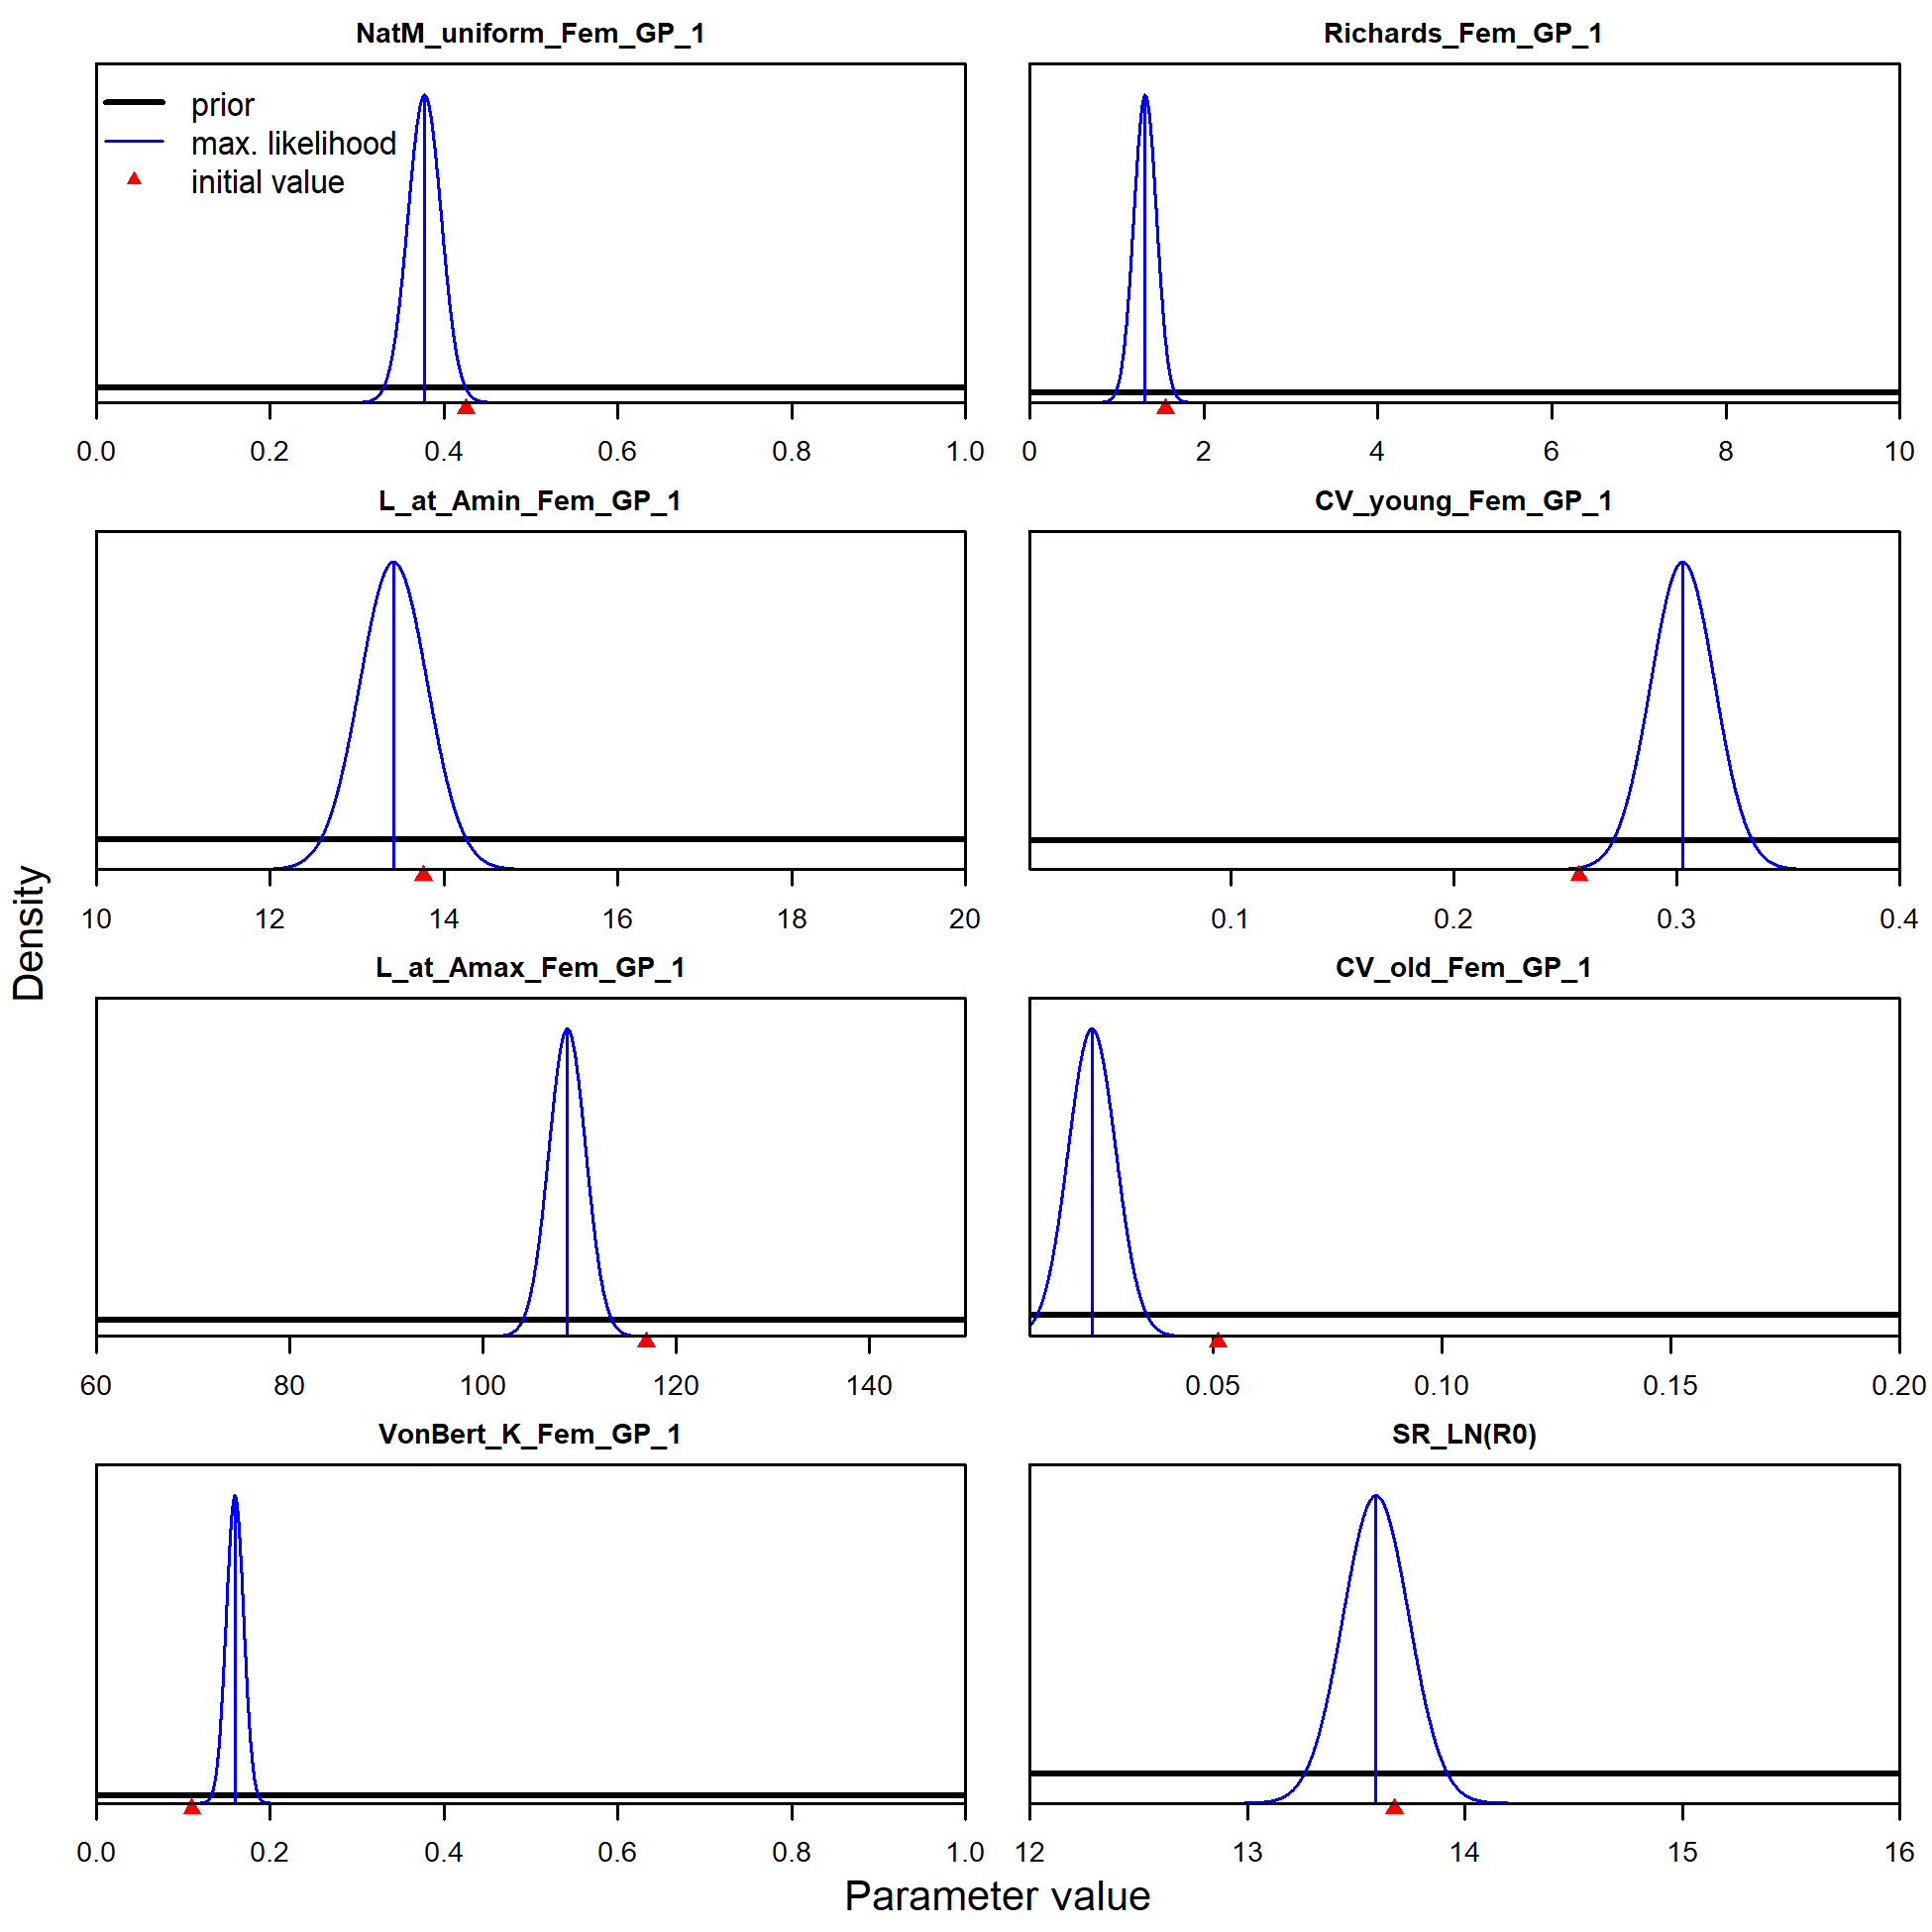 NatM_uniform_Fem_GP_1
prior
max. likelihood
initial value
0.0 0.2 0.4 0.6 0.8 1.0
Richards_Fem_GP_1
0 2 4 6 8 10
L_at_Amin_Fem_GP_1
10 12 14 16 18 20
CV_young_Fem_GP_1
0.1 0.2 0.3 0.4
L_at_Amax_Fem_GP_1
60 80 100 120 140
CV_old_Fem_GP_1
0.05 0.10 0.15 0.20
VonBert_K_Fem_GP_1
0.0 0.2 0.4 0.6 0.8 1.0
SR_LN(R0)
12 13 14 15 16
Density
Parameter value